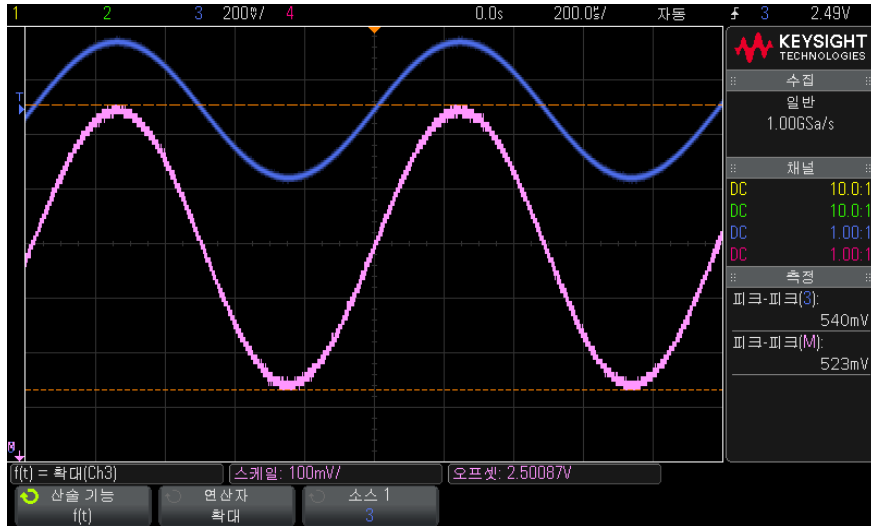 1 2 3 200㎷/ 4 0.0s 200.0㎲/ 자동 3 2.49V
T
KEYSIGHT
TECHNOLOGIES
수집
일반
1.00GSa/s
채널
DC 10.0:1
DC 10.0:1
DC 1.00:1
DC 1.00:1
측정
피크-피크(3):
540mV
피크-피크(M):
523mV
M
f(t) = 확대(Ch3) 스케일: 100mV/ 오프셋: 2.50087V
산술 기능 연산자 소스 1
f(t) 확대 3